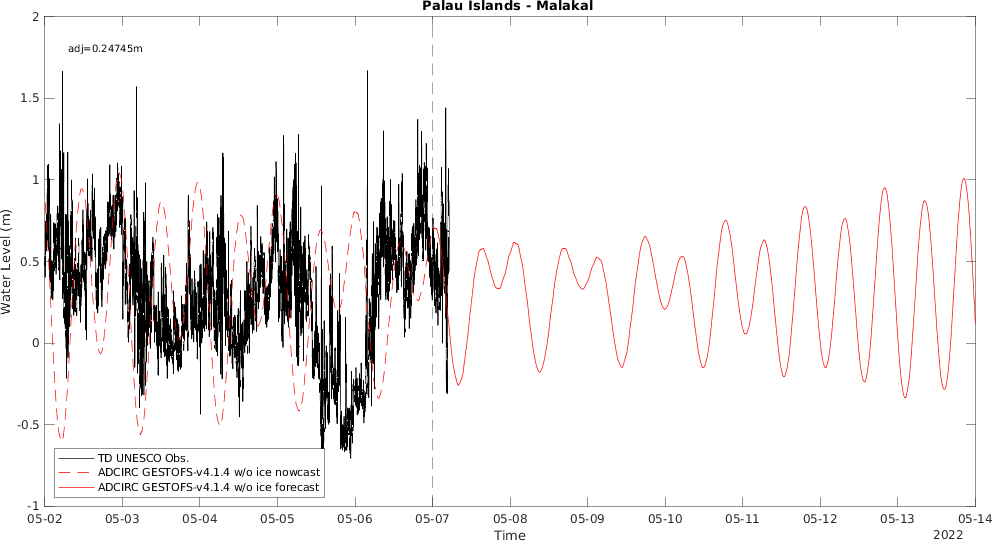 Palau Islands - Malakal
adj=0.24745m
2
1.5
1
0.5
0
-0.5
-1
Water Level (m)
TD UNESCO Obs.
ADCIRC GESTOFS-v4.1.4 w/o ice nowcast
ADCIRC GESTOFS-v4.1.4 w/o ice forecast
05-02 05-03 05-04 05-05 05-06 05-07 05-08 05-09 05-10 05-11 05-12 05-13 05-14
Time
2022